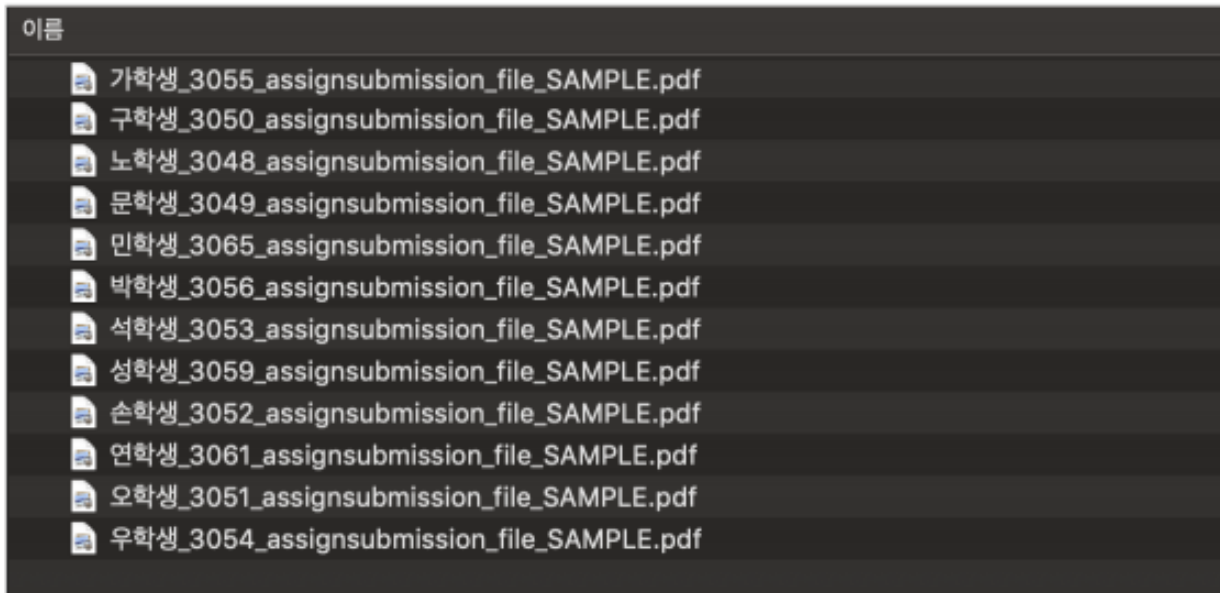 이름
가학생_3055_assignsubmission_file_SAMPLE.pdf
구학생_3050_assignsubmission_file_SAMPLE.pdf
노학생_3048_assignsubmission_file_SAMPLE.pdf
문학생_3049_assignsubmission_file_SAMPLE.pdf
민학생_3065_assignsubmission_file_SAMPLE.pdf
박학생_3056_assignsubmission_file_SAMPLE.pdf
석학생_3053_assignsubmission_file_SAMPLE.pdf
성학생_3059_assignsubmission_file_SAMPLE.pdf
손학생_3052_assignsubmission_file_SAMPLE.pdf
연학생_3061_assignsubmission_file_SAMPLE.pdf
오학생_3051_assignsubmission_file_SAMPLE.pdf
우학생_3054_assignsubmission_file_SAMPLE.pdf